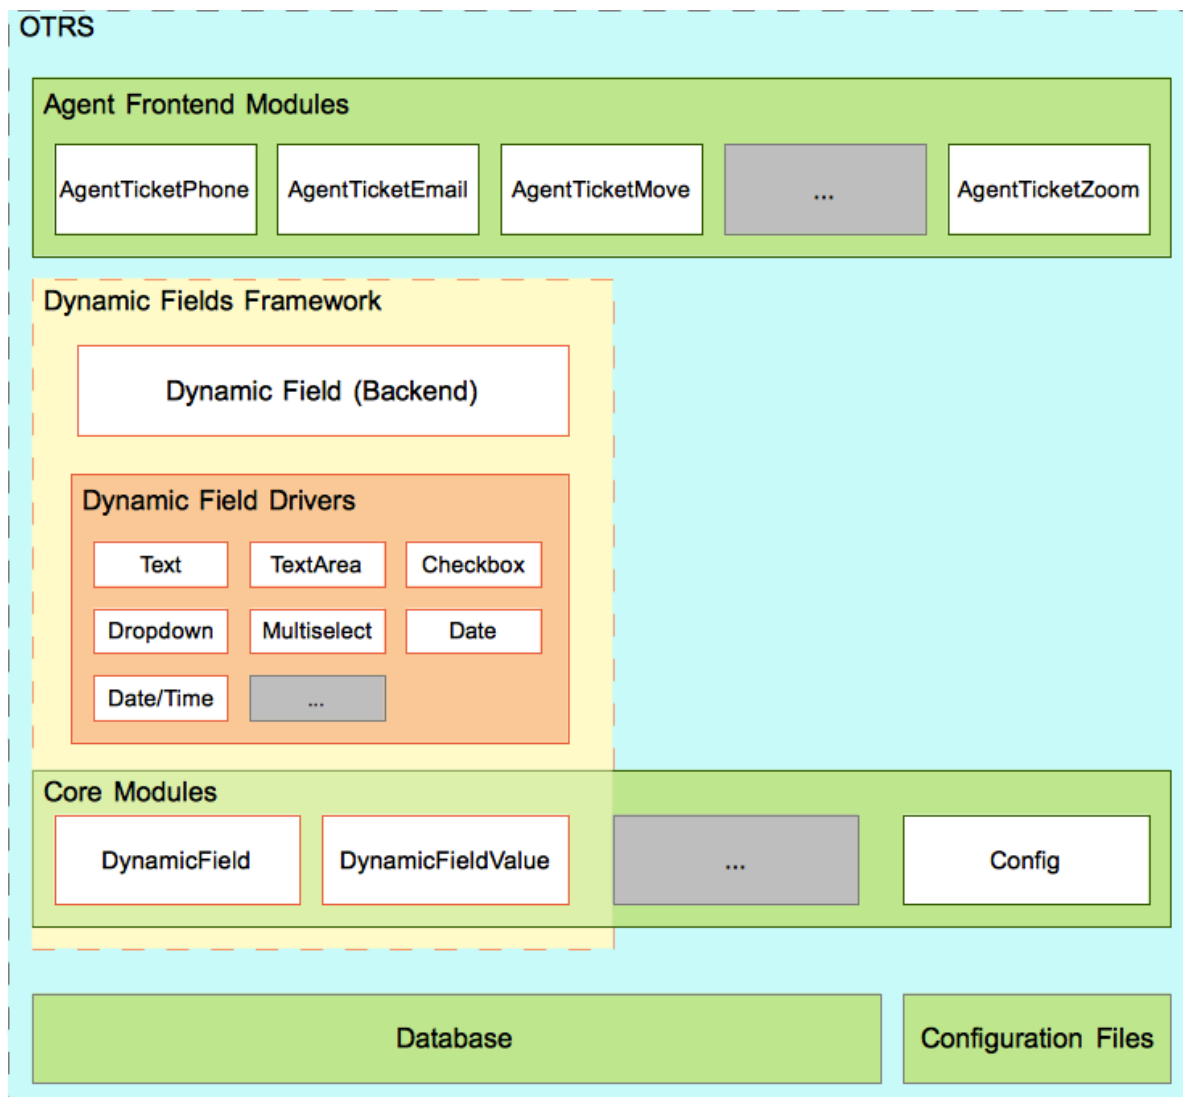 OTRS
Agent Frontend Modules
AgentTicketPhone
AgentTicketEmail
AgentTicketMove
...
AgentTicketZoom
Dynamic Fields Framework
Dynamic Field (Backend)
Dynamic Field Drivers
Text
TextArea
Checkbox
Dropdown
Multiselect
Date
Date/Time
...
Core Modules
DynamicField
DynamicFieldValue
...
Config
Database
Configuration Files